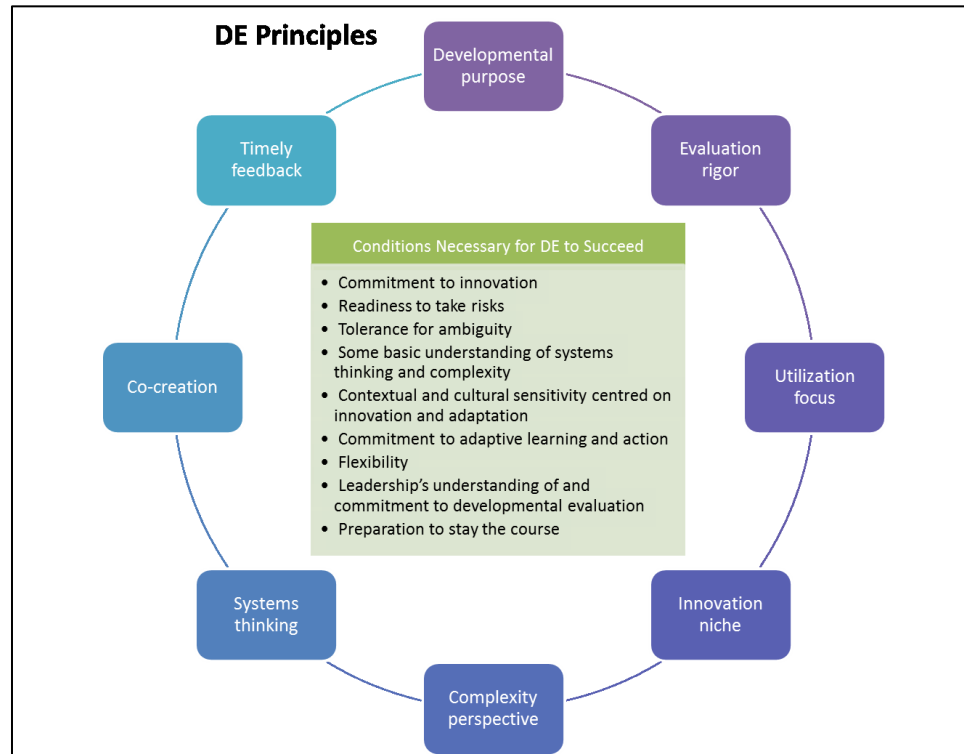 DE Principles
Developmental
purpose
Evaluation
rigor
Utilization
focus
Innovation
niche
Complexity
perspective
Systems
thinking
Co-creation
Timely
feedback
Conditions Necessary for DE to Succeed
• Commitment to innovation
• Readiness to take risks
• Tolerance for ambiguity
• Some basic understanding of systems
thinking and complexity
• Contextual and cultural sensitivity centred on
innovation and adaptation
• Commitment to adaptive learning and action
• Flexibility
• Leadership’s understanding of and
commitment to developmental evaluation
• Preparation to stay the course